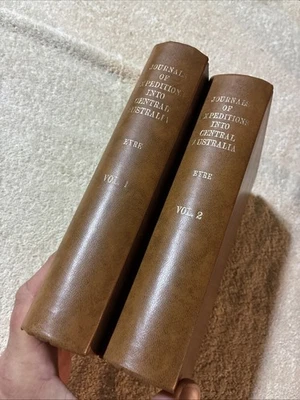 JOURNALS
OF
EXPEDITIONS
INTO
CENTRAL
AUSTRALIA
EYRE
VOL. 1
JOURNALS
OF
EXPEDITIONS
INTO
CENTRAL
AUSTRALIA
EYRE
VOL. 2